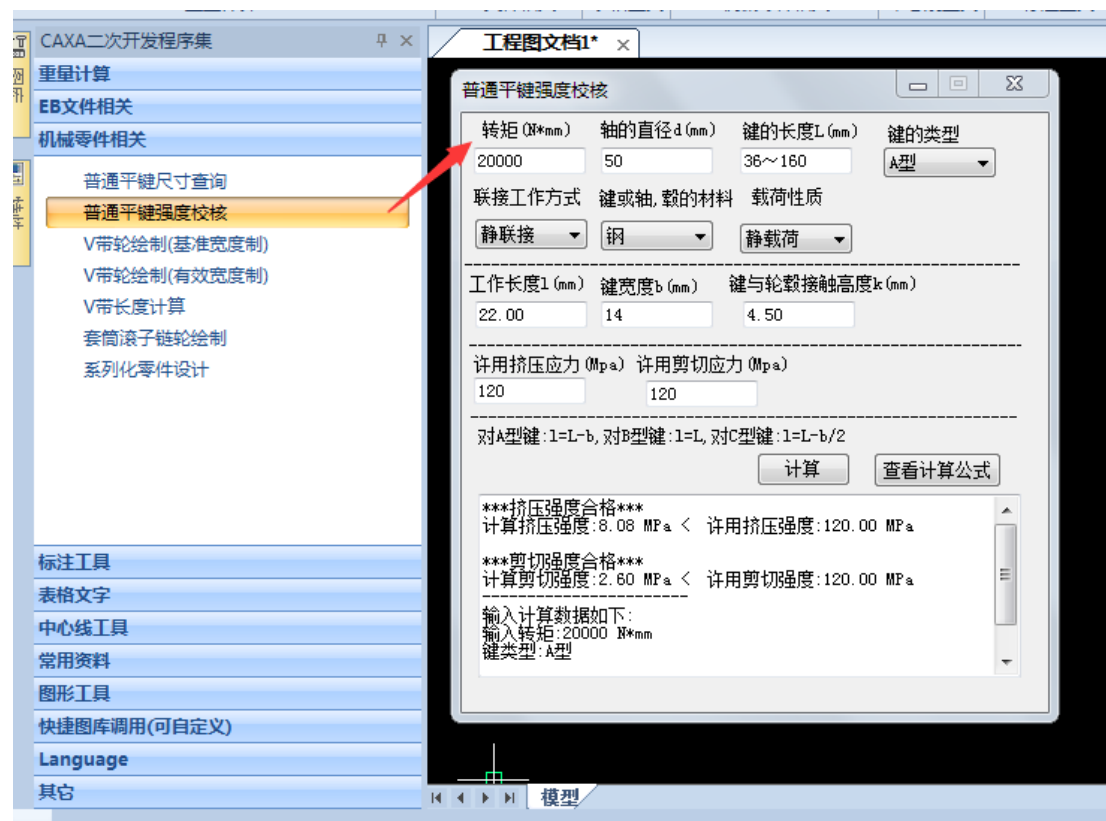 CAXA二次开发程序集
工程图文档1*
重量计算
EB文件相关
机械零件相关
普通平键尺寸查询
普通平键强度校核
V带轮绘制(基准宽度制)
V带轮绘制(有效宽度制)
V带长度计算
套筒滚子链轮绘制
系列化零件设计
标注工具
表格文字
中心线工具
常用资料
图形工具
快捷图库调用(可自定义)
Language
其它
普通平键强度校核
转矩(N*mm) 轴的直径d(mm) 键的长度L(mm) 键的类型
20000 50 36～160 A型
联接工作方式 键或轴,毂的材料 载荷性质
静联接 钢 静载荷
工作长度l(mm) 键宽度b(mm) 键与轮毂接触高度k(mm)
22.00 14 4.50
许用挤压应力(Mpa) 许用剪切应力(Mpa)
120 120
对A型键:l=L-b,对B型键:l=L,对C型键:l=L-b/2
计算 查看计算公式
***挤压强度合格***
计算挤压强度:8.08 MPa < 许用挤压强度:120.00 MPa
***剪切强度合格***
计算剪切强度:2.60 MPa < 许用剪切强度:120.00 MPa
------------------------
输入计算数据如下:
输入转矩:20000 N*mm
键类型:A型
模型